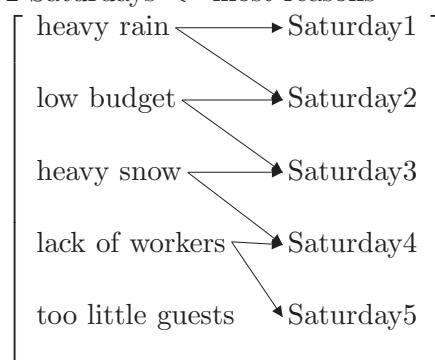 heavy rain Saturday1
low budget Saturday2
heavy snow Saturday3
lack of workers Saturday4
too little guests Saturday5